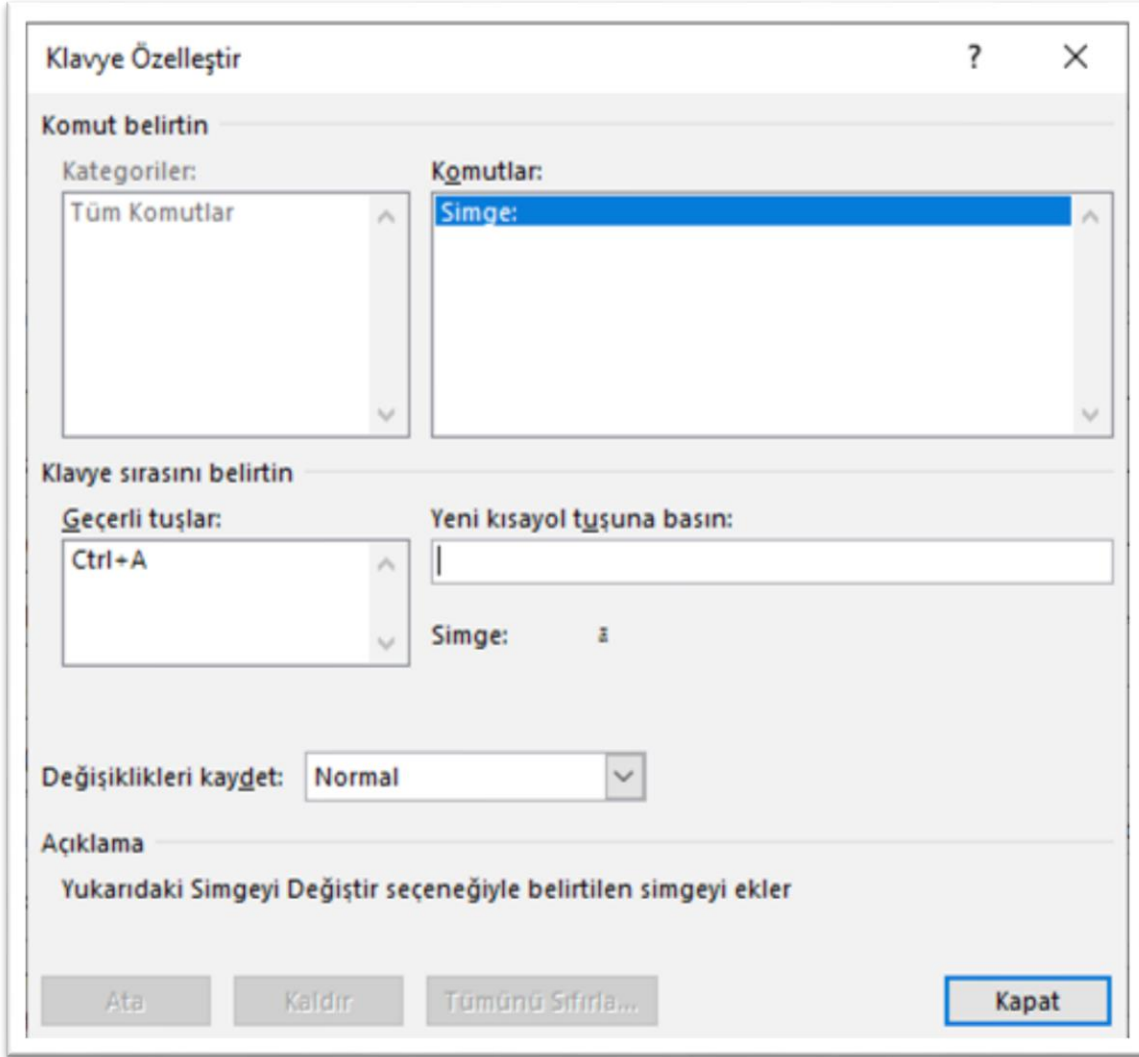 Klavye Özelleştir ?
Komut belirtin
Kategoriler:
Tüm Komutlar
Komutlar:
Simge:
Klavye sırasını belirtin
Geçerli tuşlar:
Ctrl+A
Yeni kısayol tuşuna basın:
Simge:
Değişiklikleri kaydet: Normal
Açıklama
Yukarıdaki Simgeyi Değiştir seçeneğiyle belirtilen simgeyi ekler
Ata Kaldır Tümünü Sıfırla... Kapat